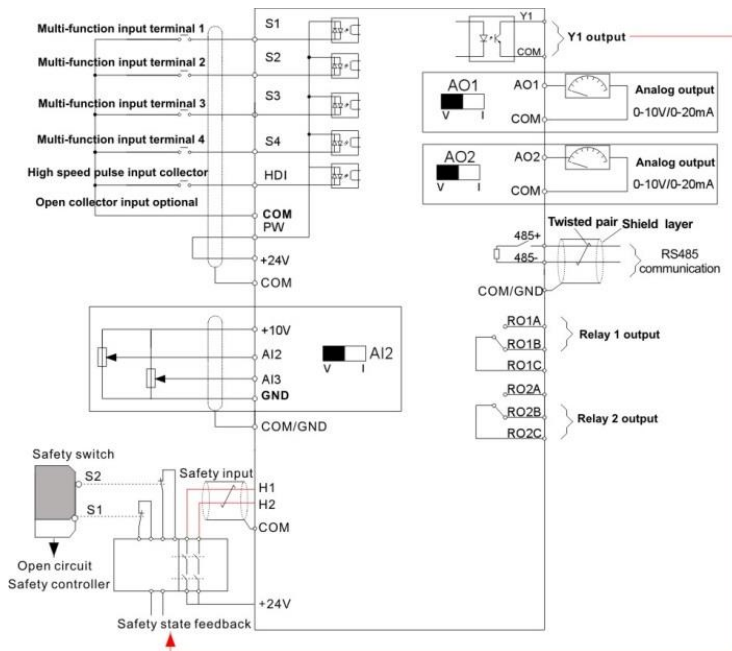 Multi-function input terminal 1
Multi-function input terminal 2
Multi-function input terminal 3
Multi-function input terminal 4
High speed pulse input collector
Open collector input optional
S1
S2
S3
S4
HDI
COM
PW
+24V
COM
Y1
COM
Y1 output
AO1
V I
AO1
COM
Analog output
0-10V/0-20mA
AO2
V I
AO2
COM
Analog output
0-10V/0-20mA
Twisted pair
Shield layer
485+
485-
RS485
communication
COM/GND
RO1A
RO1B
RO1C
Relay 1 output
RO2A
RO2B
RO2C
Relay 2 output
+10V
AI2
AI3
GND
V I
AI2
COM/GND
Safety switch
S2
S1
Open circuit
Safety controller
Safety input
H1
H2
COM
+24V
Safety state feedback